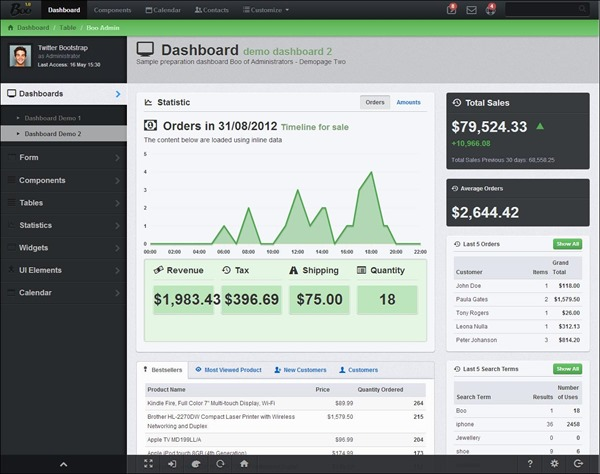 Boo 1.0 Dashboard Components Calendar Contacts Customize
Dashboard / Table / Boo Admin
Twitter Bootstrap
as Administrator
Last Access: 16 May 15:30
Dashboards
Dashboard Demo 1
Dashboard Demo 2
Form
Components
Tables
Statistics
Widgets
UI Elements
Calendar
Dashboard demo dashboard 2
Sample preparation dashboard Boo of Administrators - Demopage Two
Statistic Orders Amounts
Orders in 31/08/2012 Timeline for sale
The content below are loaded using inline data
5
4
3
2
1
0
00:00 02:00 04:00 06:00 08:00 10:00 12:00 14:00 16:00 18:00 20:00 22:00
Revenue Tax Shipping Quantity
$1,983.43 $396.69 $75.00 18
Bestsellers Most Viewed Product New Customers Customers
Product Name Price Quantity Ordered
Kindle Fire, Full Color 7" Multi-touch Display, Wi-Fi $89.99 264
Brother HL-2270DW Compact Laser Printer with Wireless Networking and Duplex $1,579.50 215
Apple TV MD199LL/A $95.99 204
Apple iPod touch 8GB (4th Generation) $174.99 173
Total Sales
$79,524.33
+10,966.08
Total Sales Previous 30 days: 68,558.25
Average Orders
$2,644.42
Last 5 Orders Show All
Customer Items Grand Total
John Doe 1 $118.00
Paula Gates 2 $1,579.50
Tony Rogers 1 $26.00
Leona Nulla 1 $312.13
Peter Johanson 3 $814.20
Last 5 Search Terms Show All
Search Term Results Number of Uses
Boo 1 18
iphone 36 2458
Jewellery 0 0
shoe 9 6